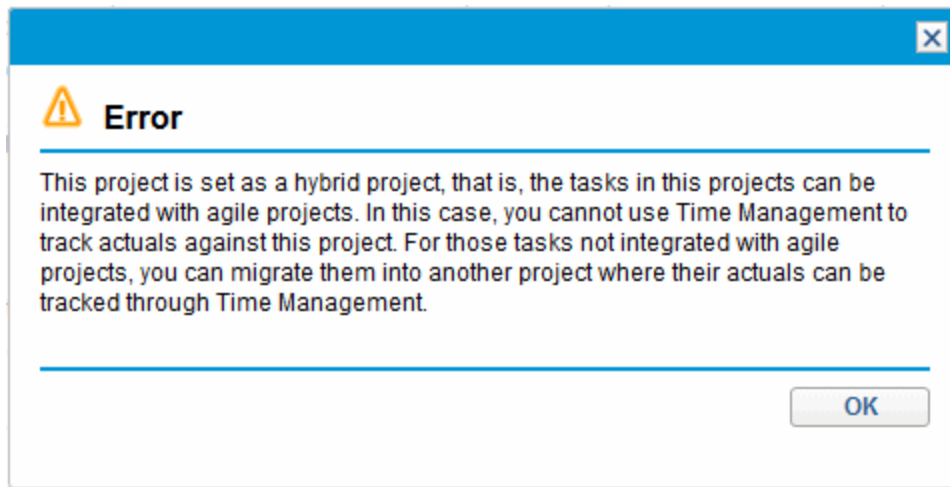 Error
This project is set as a hybrid project, that is, the tasks in this projects can be
integrated with agile projects. In this case, you cannot use Time Management to
track actuals against this project. For those tasks not integrated with agile
projects, you can migrate them into another project where their actuals can be
tracked through Time Management.
OK